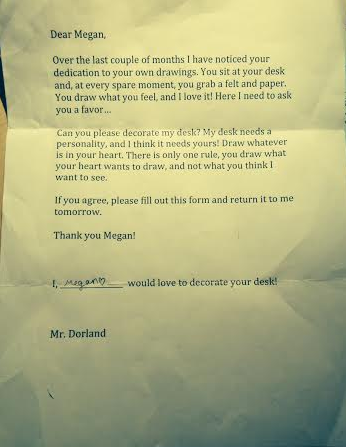 Dear Megan,
Over the last couple of months I have noticed your
dedication to your own drawings. You sit at your desk
and, at every spare moment, you grab a felt and paper.
You draw what you feel, and I love it! Here I need to ask
you a favor...
Can you please decorate my desk? My desk needs a
personality, and I think it needs yours! Draw whatever
is in your heart. There is only one rule, you draw what
your heart wants to draw, and not what you think I
want to see.
If you agree, please fill out this form and return it to me
tomorrow.
Thank you Megan!
I, Megan♡ would love to decorate your desk!
Mr. Dorland